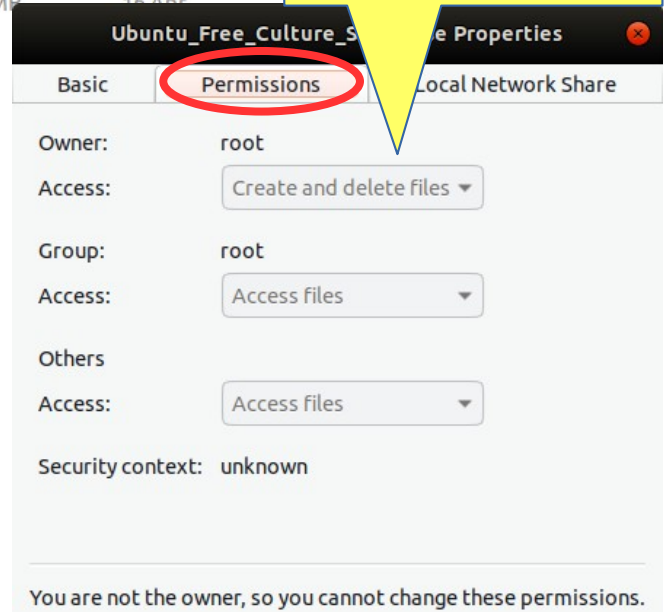 Ubuntu_Free_Culture_S e Properties
Basic Permissions Local Network Share
Owner: root
Access: Create and delete files
Group: root
Access: Access files
Others
Access: Access files
Security context: unknown
You are not the owner, so you cannot change these permissions.